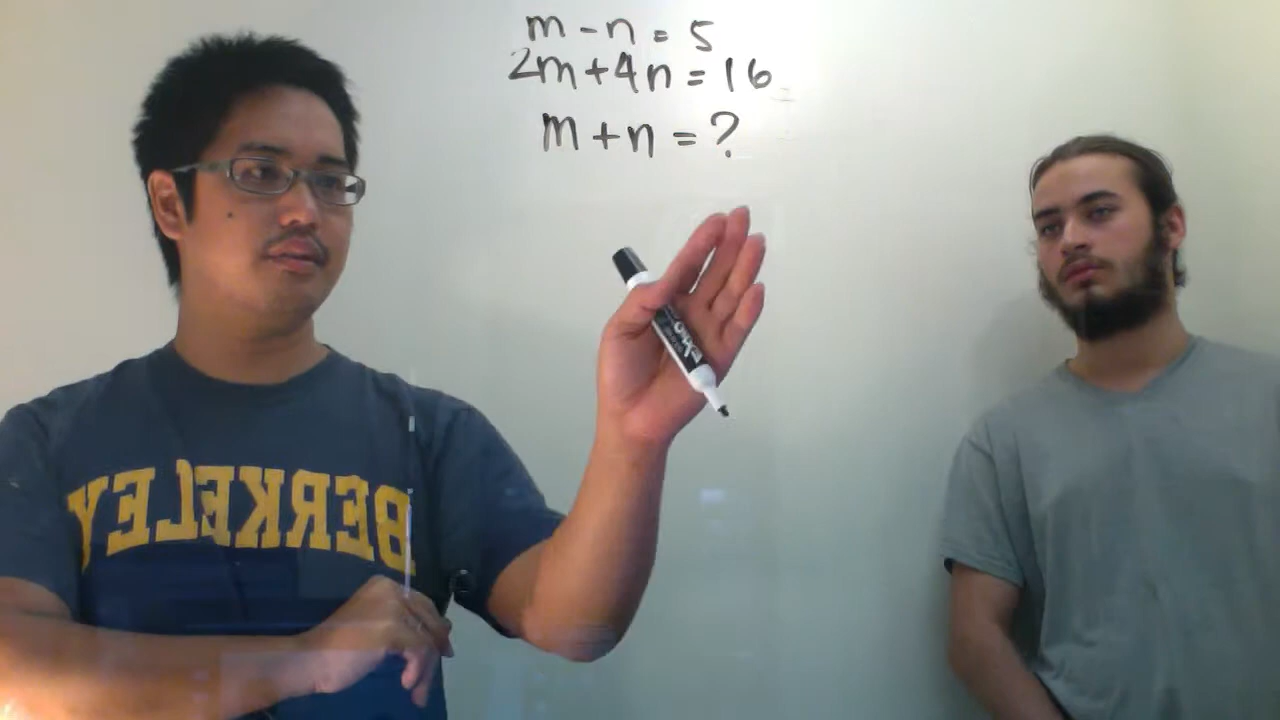 m - n = 5
2m + 4n = 16
m + n = ?
BERKELEY
EXPO